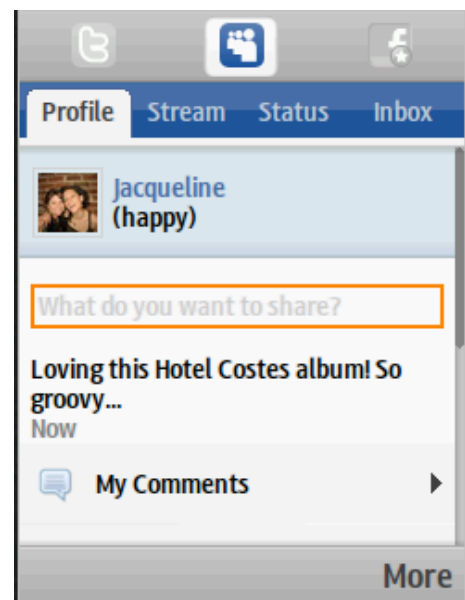 Profile Stream Status Inbox
Jacqueline
(happy)
What do you want to share?
Loving this Hotel Costes album! So
groovy...
Now
My Comments
More